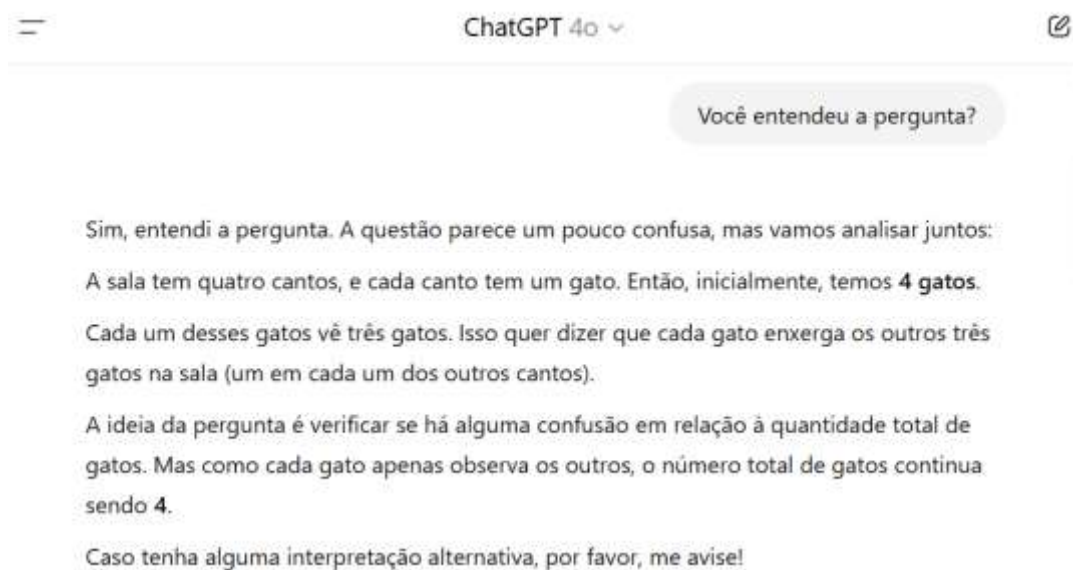 ChatGPT 4o
Você entendeu a pergunta?
Sim, entendi a pergunta. A questão parece um pouco confusa, mas vamos analisar juntos:
A sala tem quatro cantos, e cada canto tem um gato. Então, inicialmente, temos 4 gatos.
Cada um desses gatos vê três gatos. Isso quer dizer que cada gato enxerga os outros três
gatos na sala (um em cada um dos outros cantos).
A ideia da pergunta é verificar se há alguma confusão em relação à quantidade total de
gatos. Mas como cada gato apenas observa os outros, o número total de gatos continua
sendo 4.
Caso tenha alguma interpretação alternativa, por favor, me avise!